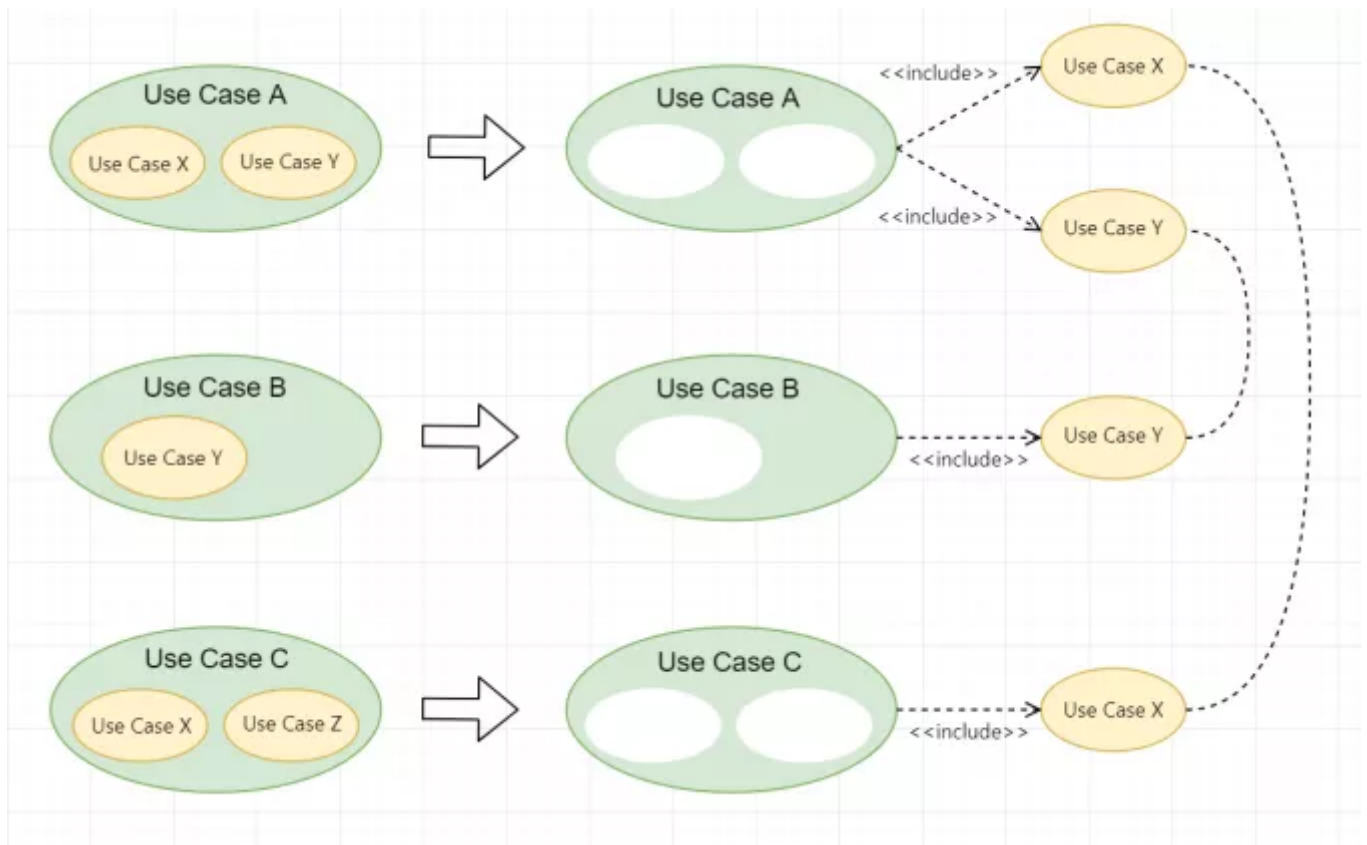 Use Case A
Use Case X
Use Case Y
Use Case A
<<include>>
<<include>>
Use Case X
Use Case Y
Use Case B
Use Case Y
Use Case B
<<include>>
Use Case Y
Use Case C
Use Case X
Use Case Z
Use Case C
<<include>>
Use Case X